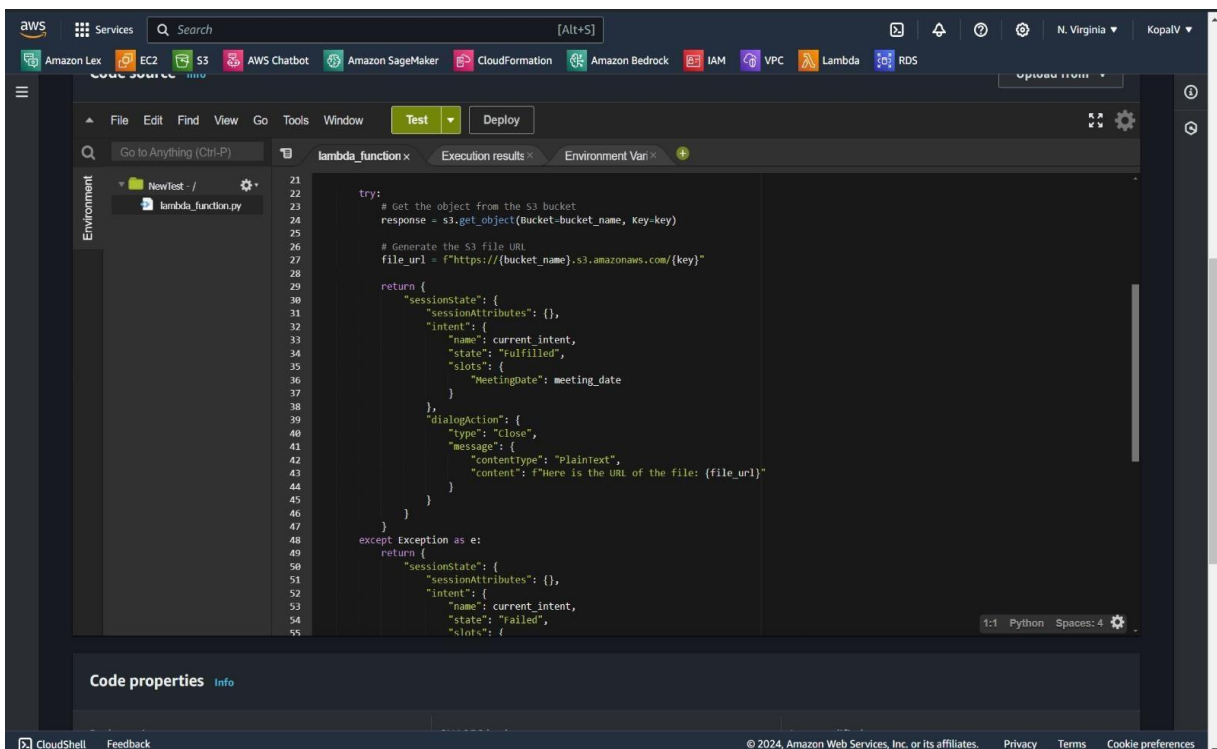 aws Services Search [Alt+S] N. Virginia KopalV
Amazon Lex EC2 S3 AWS Chatbot Amazon SageMaker CloudFormation Amazon Bedrock IAM VPC Lambda RDS
Code source Info Upload from
File Edit Find View Go Tools Window Test Deploy
Go to Anything (Ctrl-P) lambda_function × Execution results × Environment Vari ×
Environment
NewTest - /
lambda_function.py
21
22 try:
23 # Get the object from the S3 bucket
24 response = s3.get_object(Bucket=bucket_name, Key=key)
25
26 # Generate the S3 file URL
27 file_url = f"https://{bucket_name}.s3.amazonaws.com/{key}"
28
29 return {
30 "sessionState": {
31 "sessionAttributes": {},
32 "intent": {
33 "name": current_intent,
34 "state": "Fulfilled",
35 "slots": {
36 "MeetingDate": meeting_date
37 }
38 },
39 "dialogAction": {
40 "type": "Close",
41 "message": {
42 "contentType": "PlainText",
43 "content": f"Here is the URL of the file: {file_url}"
44 }
45 }
46 }
47 }
48 except Exception as e:
49 return {
50 "sessionState": {
51 "sessionAttributes": {},
52 "intent": {
53 "name": current_intent,
54 "state": "Failed",
55 "slots": {
1:1 Python Spaces: 4
Code properties Info
CloudShell Feedback © 2024, Amazon Web Services, Inc. or its affiliates. Privacy Terms Cookie preferences